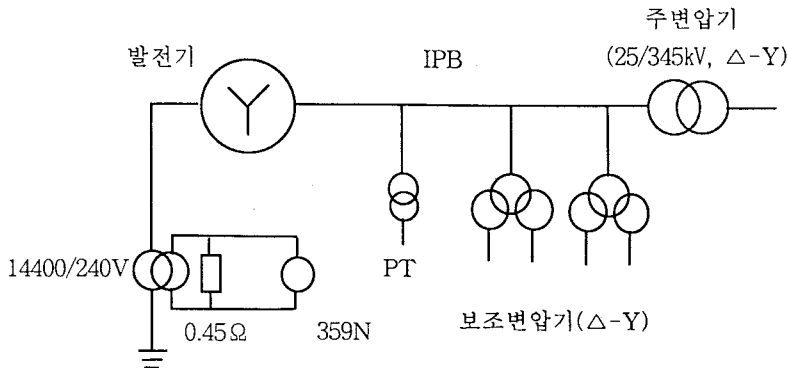 주변압기
발전기
IPB
(25/345kV, △-Y)
14400/240V
PT
0.45Ω
359N
보조변압기(△-Y)